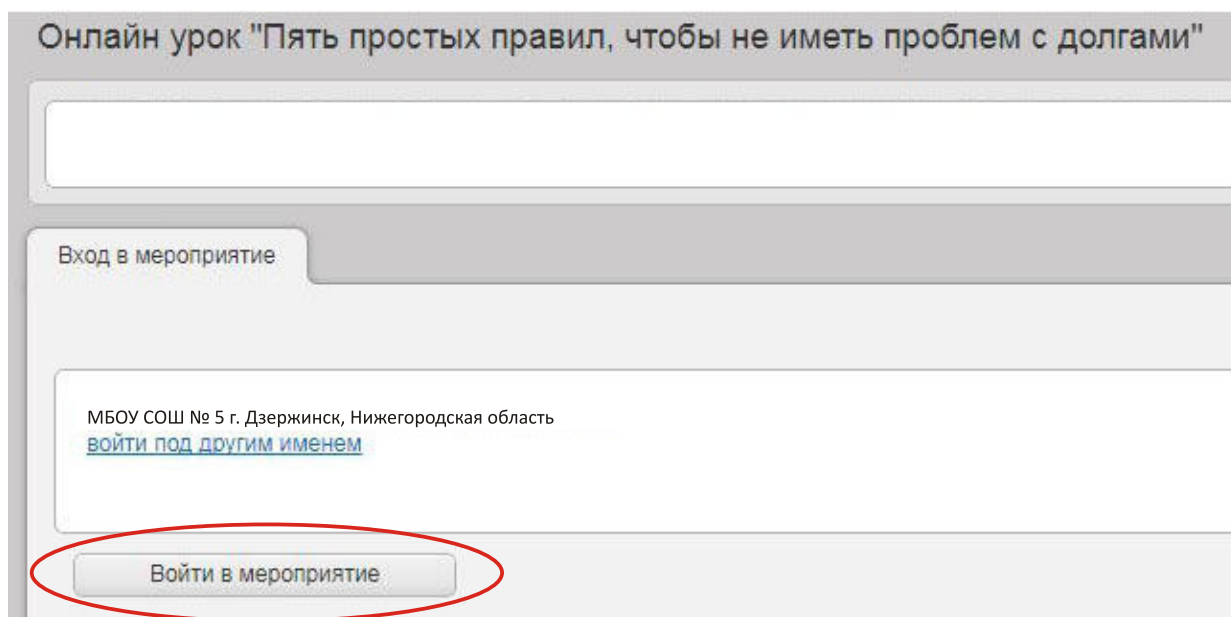 Онлайн урок "Пять простых правил, чтобы не иметь проблем с долгами"
Вход в мероприятие
МБОУ СОШ № 5 г. Дзержинск, Нижегородская область
войти под другим именем
Войти в мероприятие